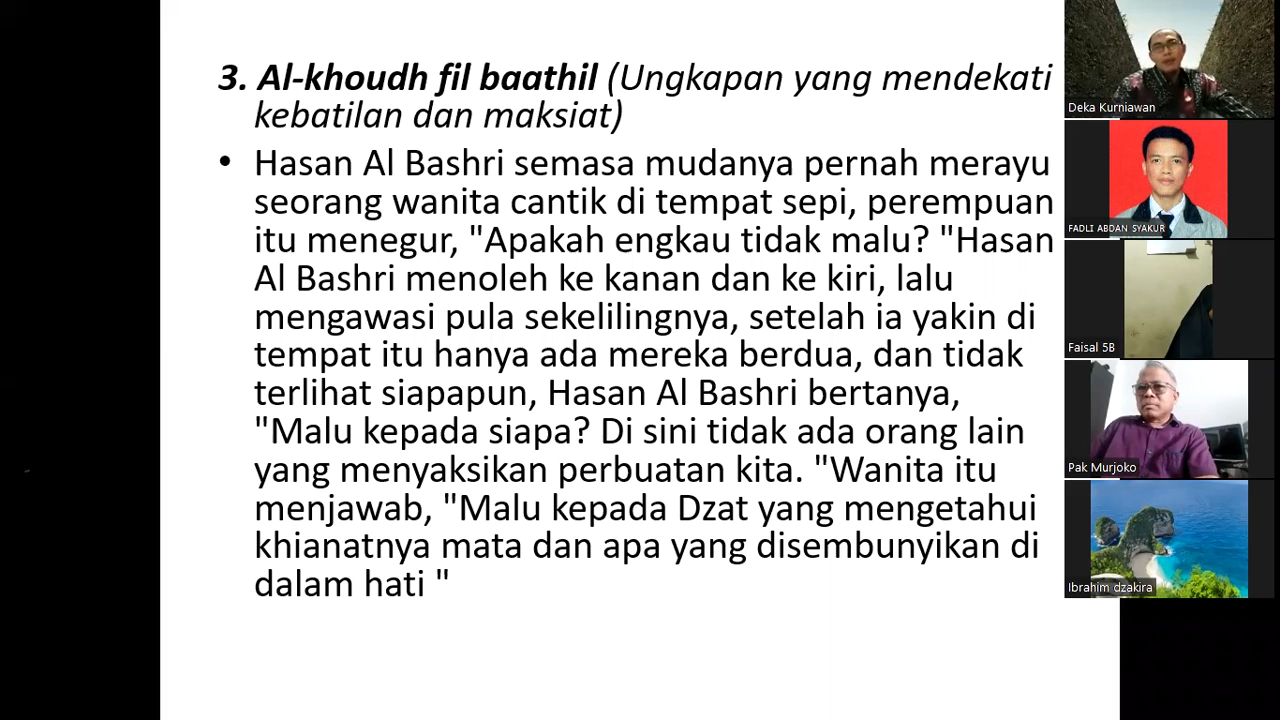 3. Al-khoudh fil baathil (Ungkapan yang mendekati
kebatilan dan maksiat)
• Hasan Al Bashri semasa mudanya pernah merayu
seorang wanita cantik di tempat sepi, perempuan
itu menegur, "Apakah engkau tidak malu? "Hasan
Al Bashri menoleh ke kanan dan ke kiri, lalu
mengawasi pula sekelilingnya, setelah ia yakin di
tempat itu hanya ada mereka berdua, dan tidak
terlihat siapapun, Hasan Al Bashri bertanya,
"Malu kepada siapa? Di sini tidak ada orang lain
yang menyaksikan perbuatan kita. "Wanita itu
menjawab, "Malu kepada Dzat yang mengetahui
khianatnya mata dan apa yang disembunyikan di
dalam hati "
Deka Kurniawan
FADLI ABDAN SYAKUR
Faisal 5B
Pak Murjoko
Ibrahim dzakira